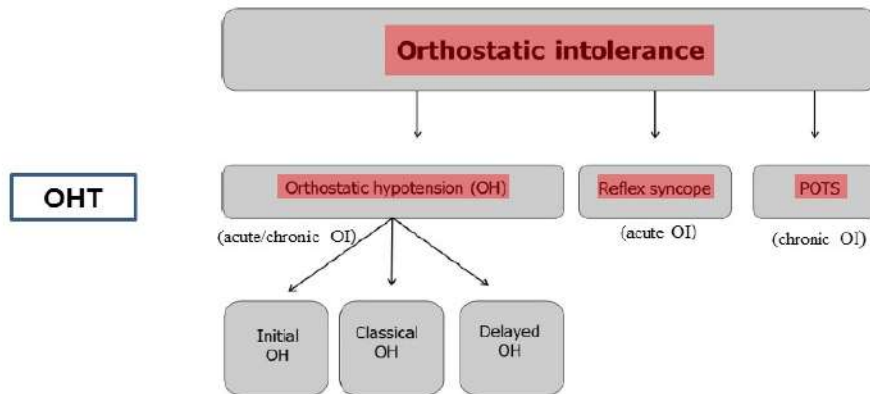 Orthostatic intolerance
OHT
Orthostatic hypotension (OH)
Reflex syncope
POTS
(acute/chronic OI)
(acute OI)
(chronic OI)
Initial
OH
Classical
OH
Delayed
OH